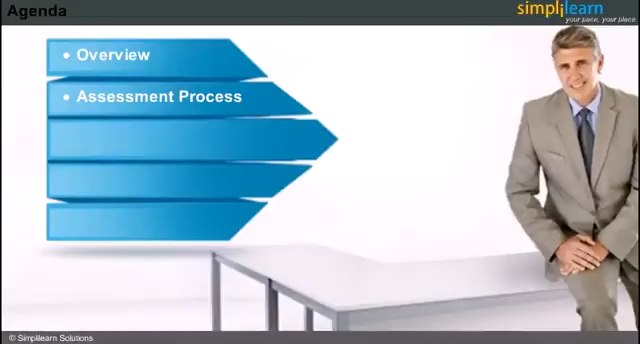 Agenda
simplilearn
your pace, your place
• Overview
• Assessment Process
© Simplilearn Solutions